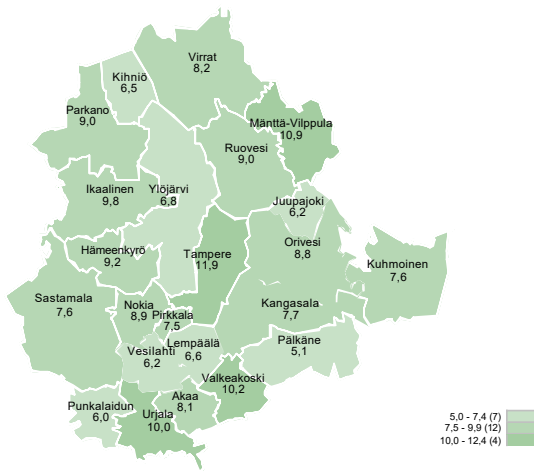 Virrat
8,2
Kihniö
6,5
Parkano
9,0
Mänttä-Vilppula
10,9
Ruovesi
9,0
Ikaalinen
9,8
Ylöjärvi
6,8
Juupajoki
6,2
Hämeenkyrö
9,2
Tampere
11,9
Orivesi
8,8
Kuhmoinen
7,6
Sastamala
7,6
Nokia
8,9
Pirkkala
7,5
Kangasala
7,7
Vesilahti
6,2
Lempäälä
6,6
Pälkäne
5,1
Valkeakoski
10,2
Punkalaidun
6,0
Urjala
10,0
Akaa
8,1
5,0 - 7,4 (7)
7,5 - 9,9 (12)
10,0 - 12,4 (4)